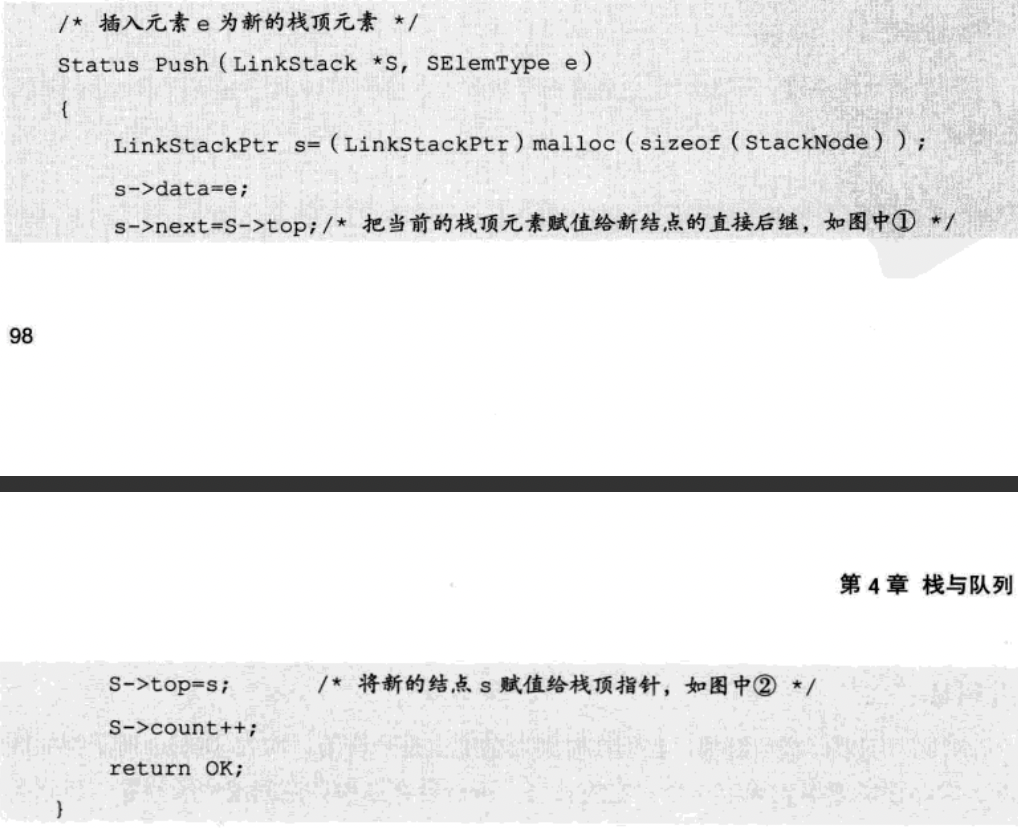 /* 插入元素 e 为新的栈顶元素 */
Status Push(LinkStack *S, SElemType e)
{
LinkStackPtr s=(LinkStackPtr)malloc(sizeof(StackNode));
s->data=e;
s->next=S->top;/* 把当前的栈顶元素赋值给新结点的直接后继，如图中① */
98
第 4 章 栈与队列
S->top=s; /* 将新的结点 s 赋值给栈顶指针，如图中② */
S->count++;
return OK;
}